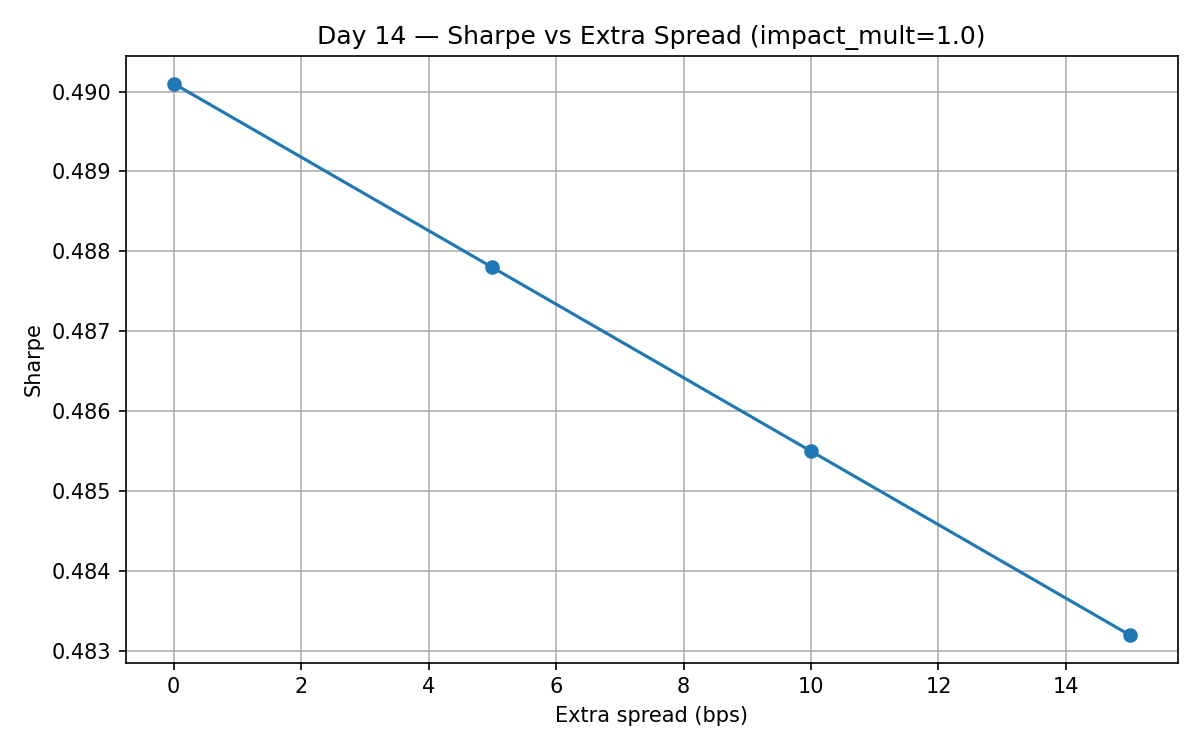 Day 14 — Sharpe vs Extra Spread (impact_mult=1.0)
0.490
0.489
0.488
0.487
0.486
0.485
0.484
0.483
Sharpe
0 2 4 6 8 10 12 14
Extra spread (bps)